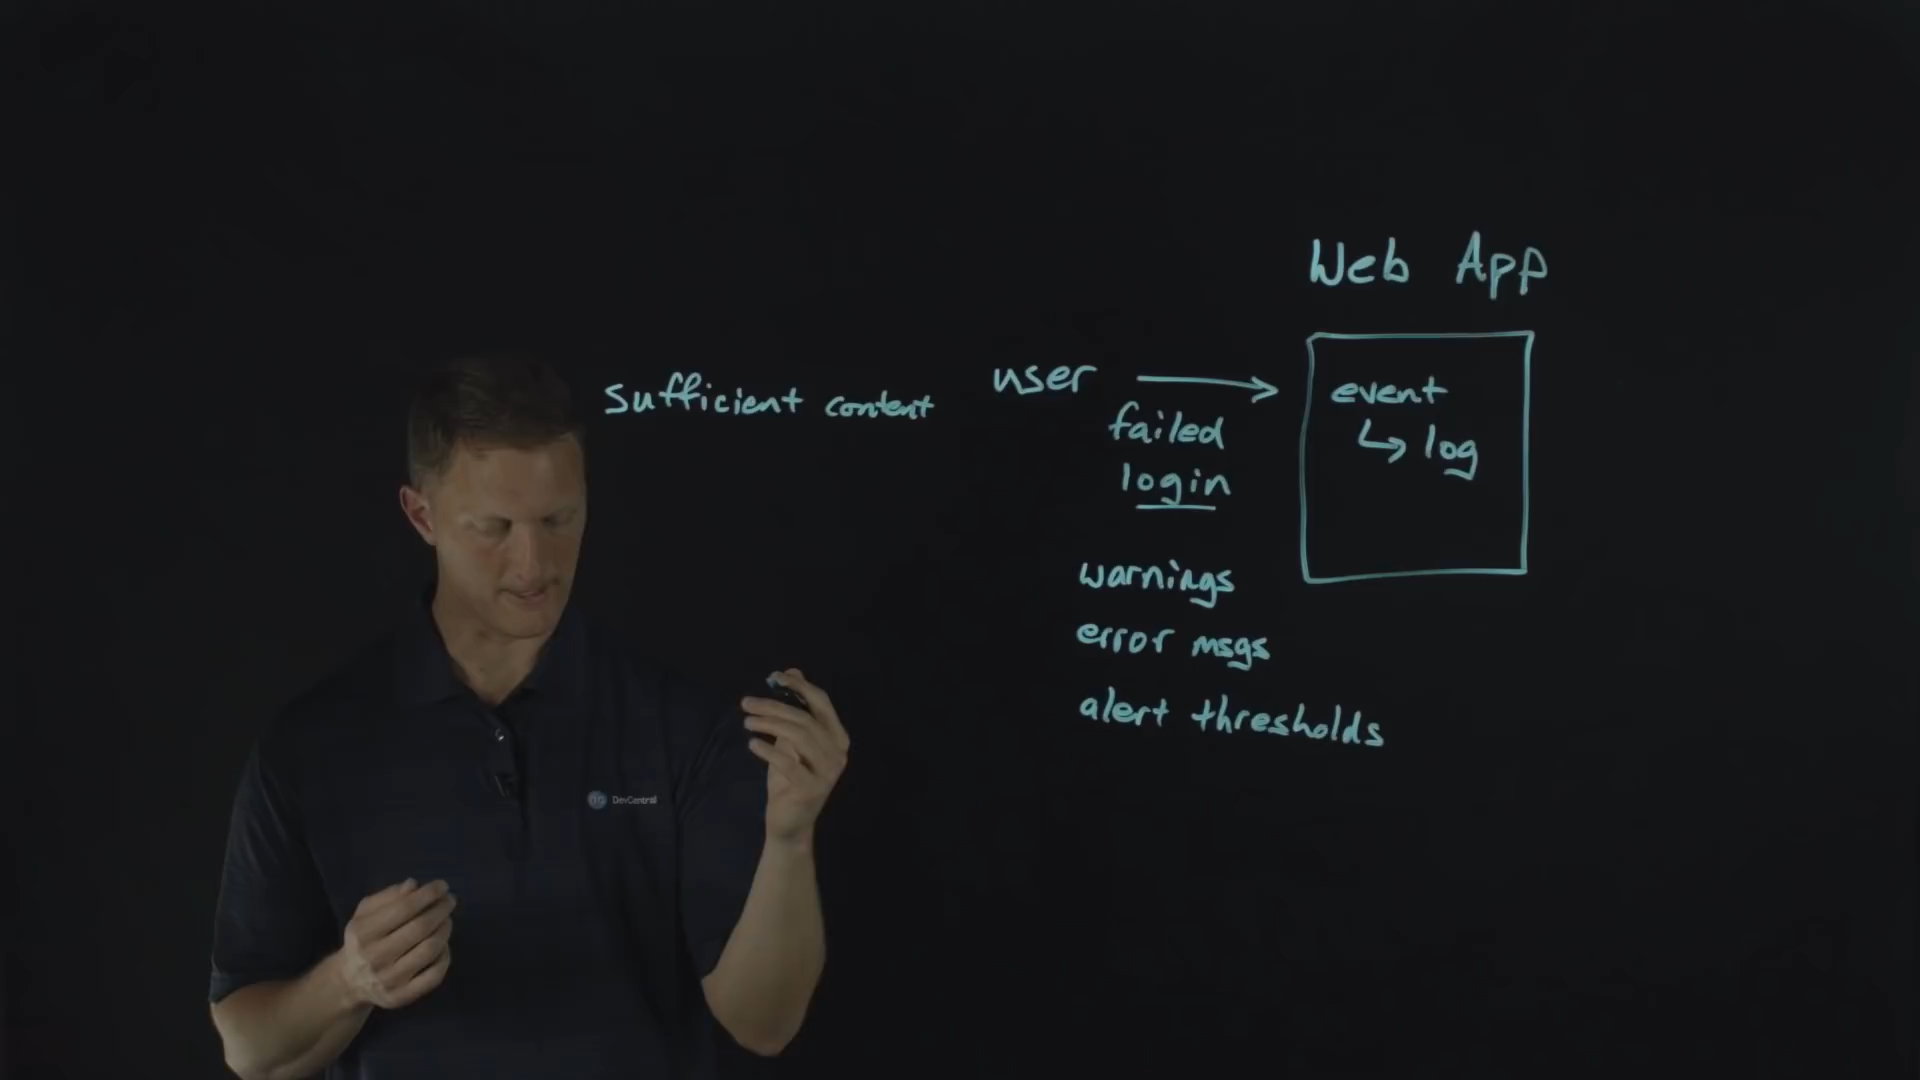 Web App
sufficient content
user
failed
login
event
↳ log
warnings
error msgs
alert thresholds
DevCentral